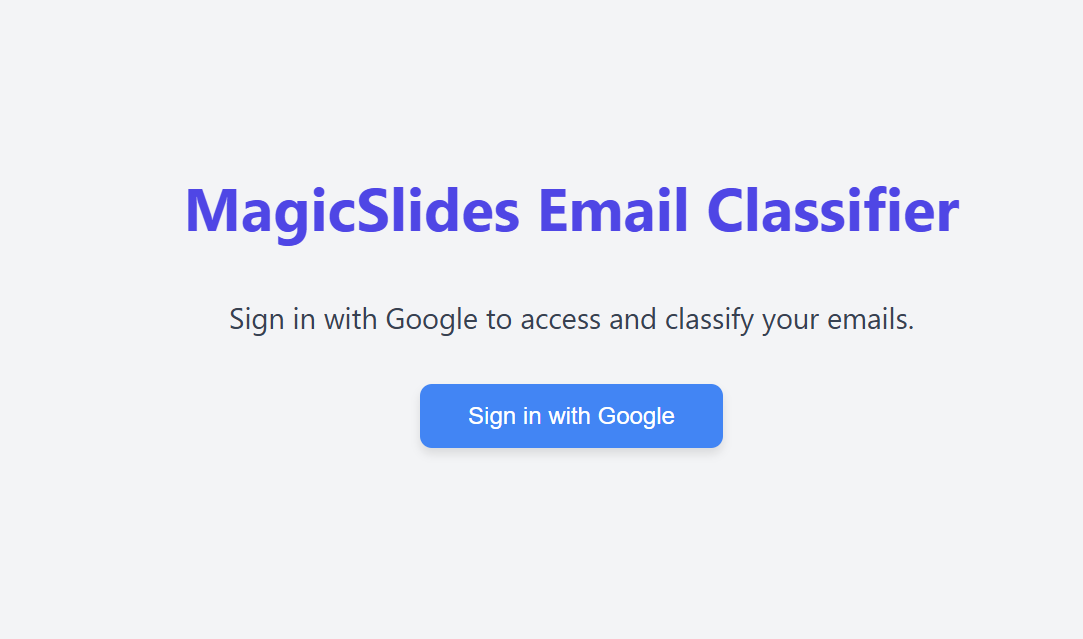 MagicSlides Email Classifier
Sign in with Google to access and classify your emails.
Sign in with Google